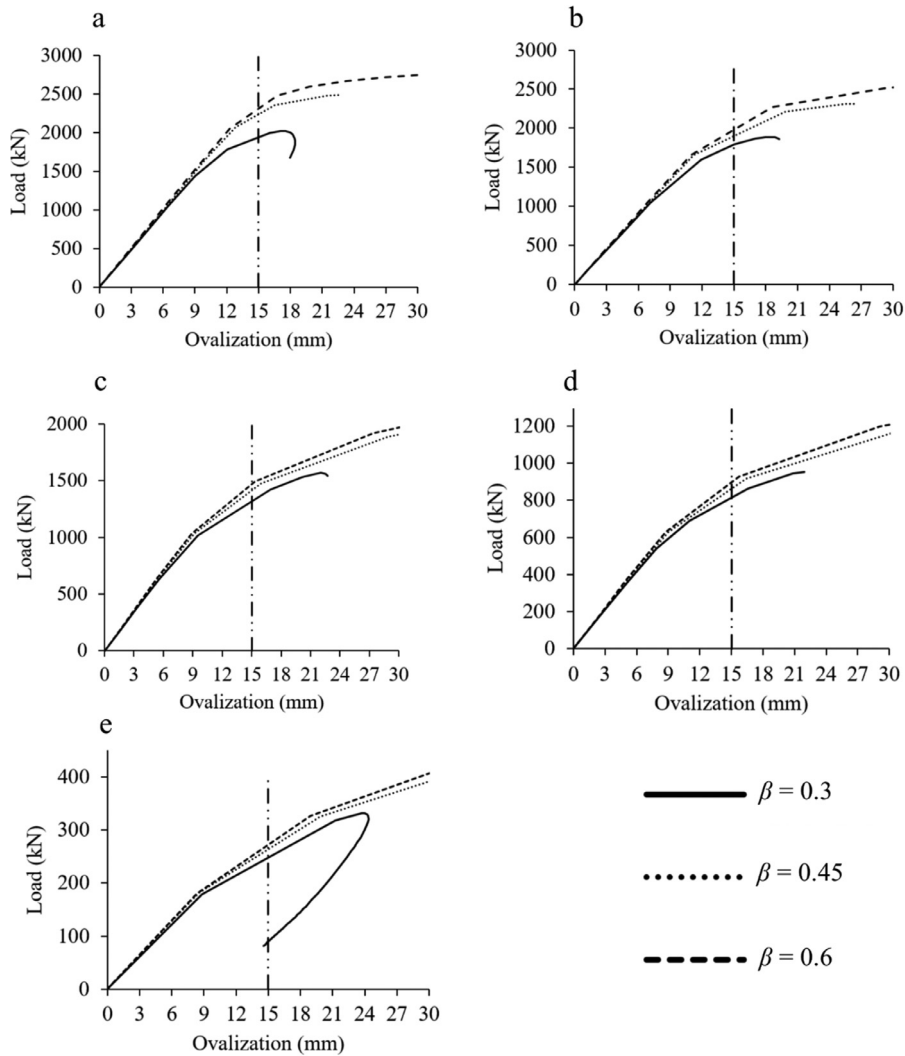 a
3000
2500
2000
1500
1000
500
0
Load (kN)
0 3 6 9 12 15 18 21 24 27 30
Ovalization (mm)
b
3000
2500
2000
1500
1000
500
0
Load (kN)
0 3 6 9 12 15 18 21 24 27 30
Ovalization (mm)
c
2000
1500
1000
500
0
Load (kN)
0 3 6 9 12 15 18 21 24 27 30
Ovalization (mm)
d
1200
1000
800
600
400
200
0
Load (kN)
0 3 6 9 12 15 18 21 24 27 30
Ovalization (mm)
e
400
300
200
100
0
Load (kN)
0 3 6 9 12 15 18 21 24 27 30
Ovalization (mm)
β = 0.3
β = 0.45
β = 0.6